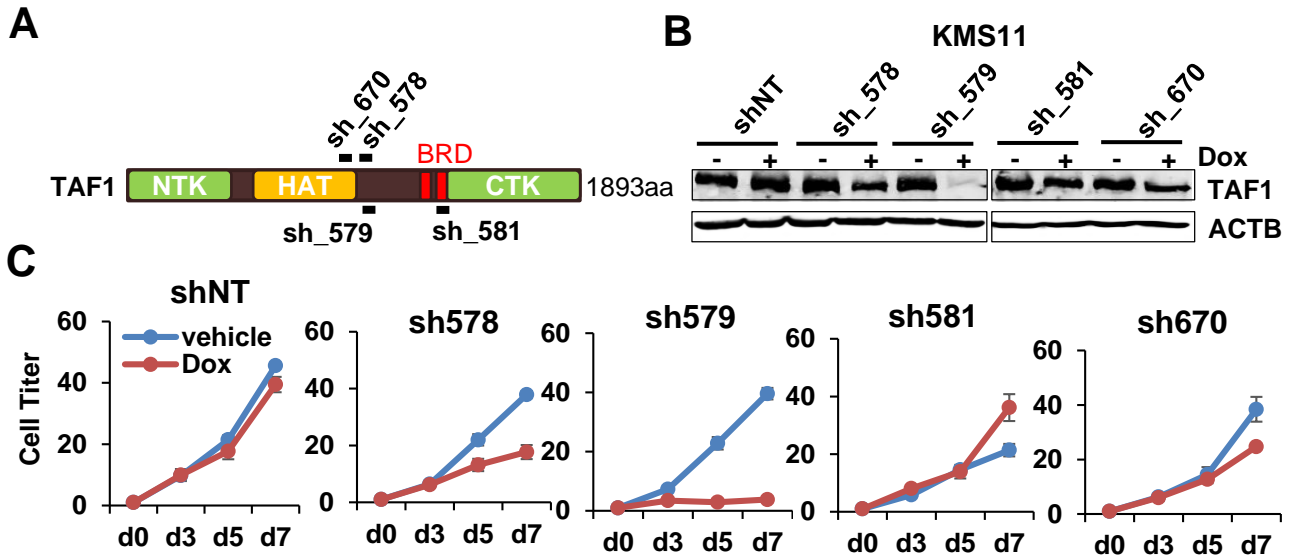 A
sh_670
sh_578
BRD
TAF1
NTK
HAT
CTK
1893aa
sh_579
sh_581
B
KMS11
shNT
sh_578
sh_579
sh_581
sh_670
- + - + - + - + - + Dox
TAF1
ACTB
C
shNT
60
40
20
0
Cell Titer
vehicle
Dox
d0 d3 d5 d7
sh578
60
40
20
0
d0 d3 d5 d7
sh579
60
40
20
0
d0 d3 d5 d7
sh581
60
40
20
0
d0 d3 d5 d7
sh670
60
40
20
0
d0 d3 d5 d7